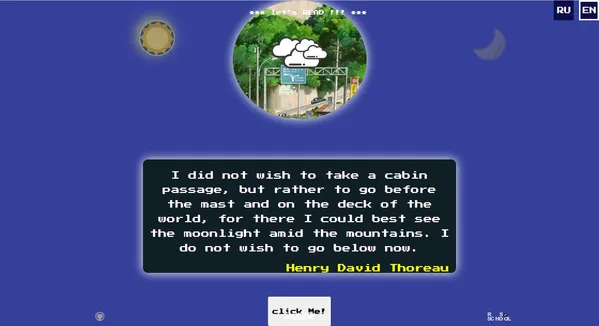 *** let's READ !!! ***
RU EN
I did not wish to take a cabin
passage, but rather to go before
the mast and on the deck of the
world, for there I could best see
the moonlight amid the mountains. I
do not wish to go below now.
Henry David Thoreau
click Me!
R S:
SCHOOL